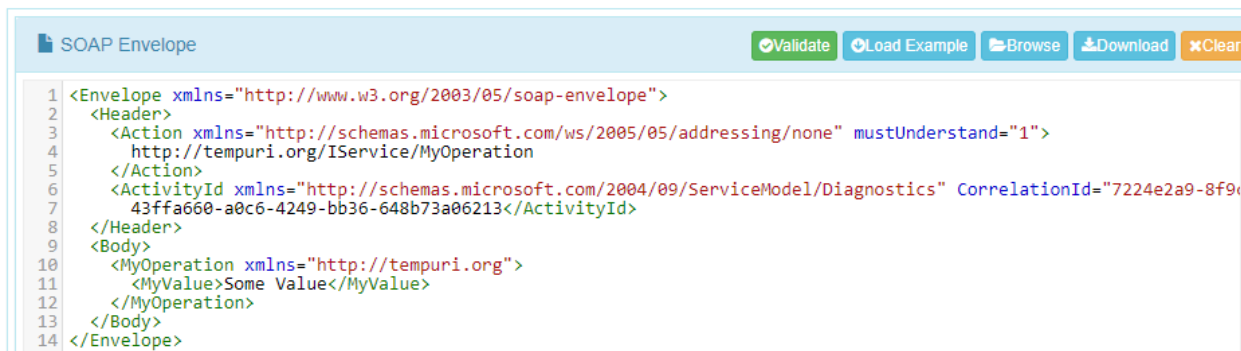 SOAP Envelope
Validate Load Example Browse Download Clear
1 <Envelope xmlns="http://www.w3.org/2003/05/soap-envelope">
2 <Header>
3 <Action xmlns="http://schemas.microsoft.com/ws/2005/05/addressing/none" mustUnderstand="1">
4 http://tempuri.org/IService/MyOperation
5 </Action>
6 <ActivityId xmlns="http://schemas.microsoft.com/2004/09/ServiceModel/Diagnostics" CorrelationId="7224e2a9-8f9c
7 43ffa660-a0c6-4249-bb36-648b73a06213</ActivityId>
8 </Header>
9 <Body>
10 <MyOperation xmlns="http://tempuri.org">
11 <MyValue>Some Value</MyValue>
12 </MyOperation>
13 </Body>
14 </Envelope>